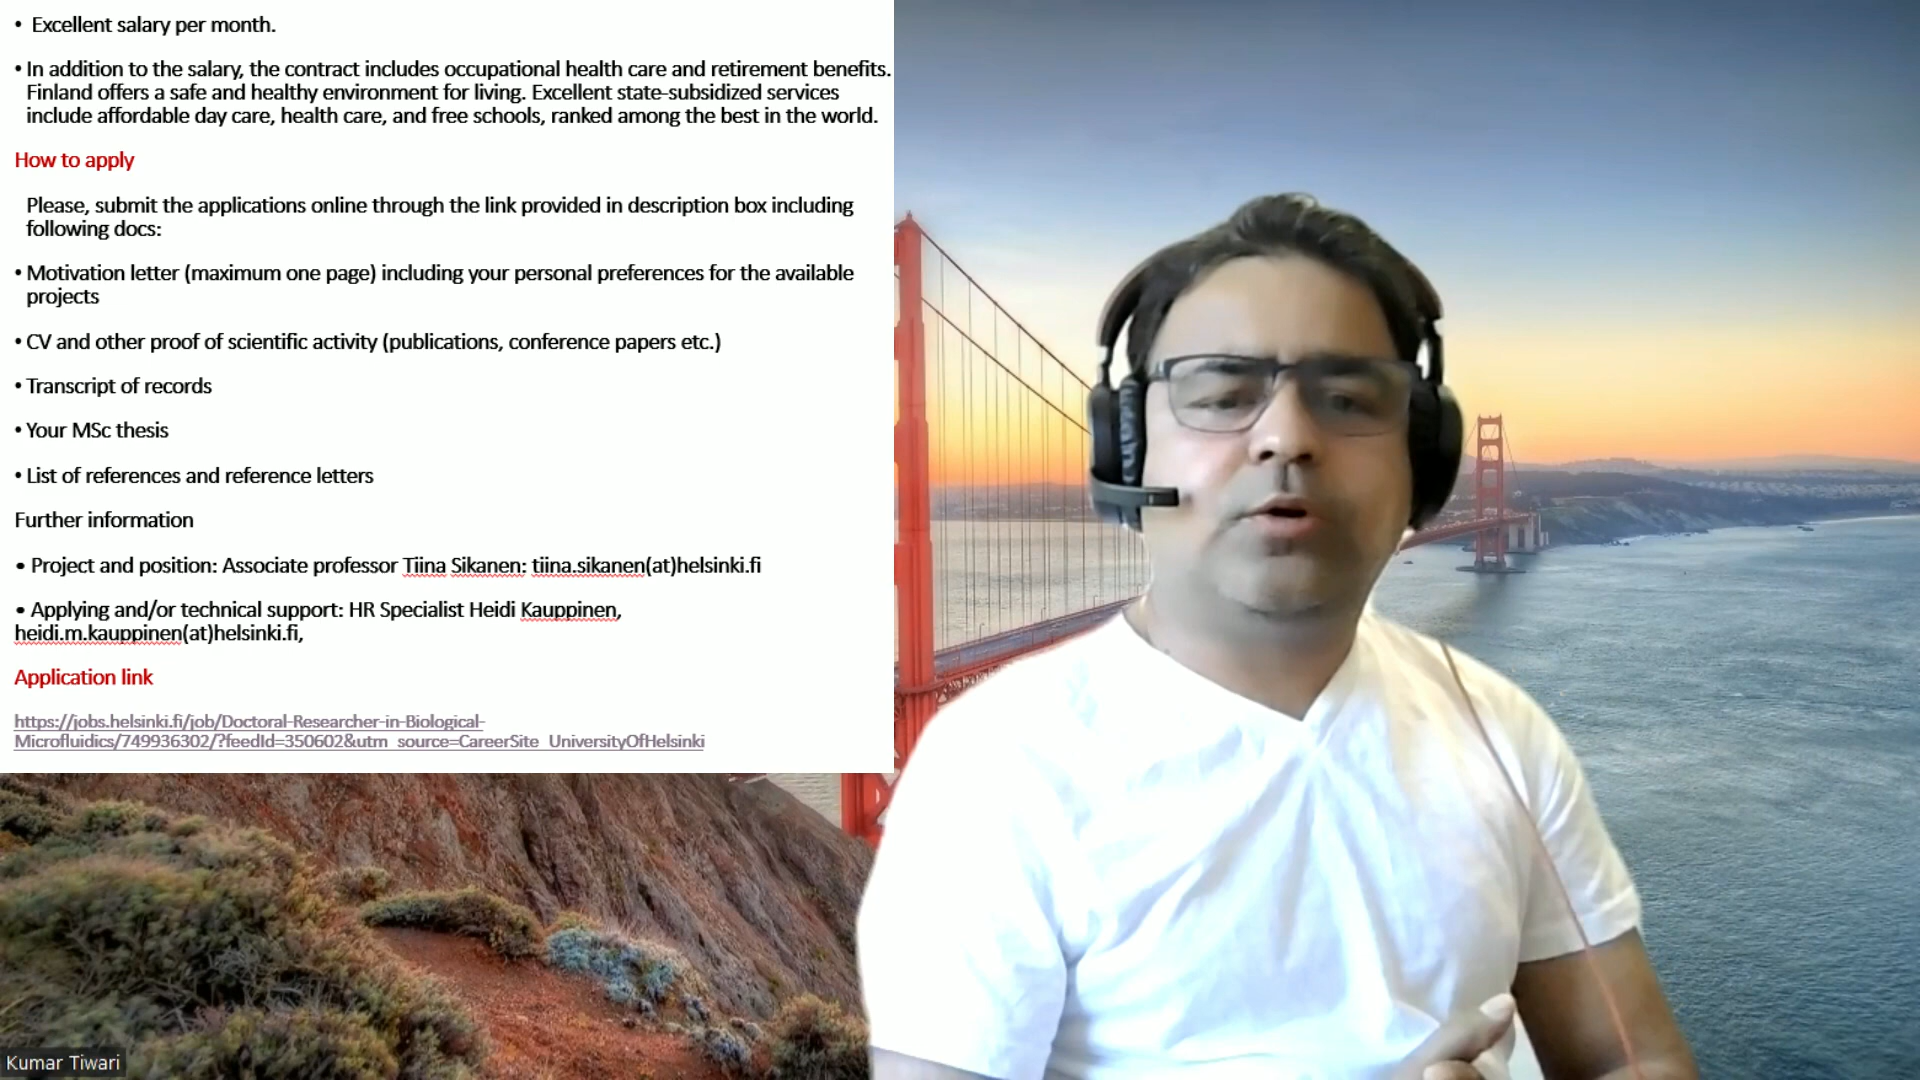 • Excellent salary per month.
• In addition to the salary, the contract includes occupational health care and retirement benefits.
Finland offers a safe and healthy environment for living. Excellent state-subsidized services
include affordable day care, health care, and free schools, ranked among the best in the world.
How to apply
Please, submit the applications online through the link provided in description box including
following docs:
• Motivation letter (maximum one page) including your personal preferences for the available
projects
• CV and other proof of scientific activity (publications, conference papers etc.)
• Transcript of records
• Your MSc thesis
• List of references and reference letters
Further information
• Project and position: Associate professor Tiina Sikanen: tiina.sikanen(at)helsinki.fi
• Applying and/or technical support: HR Specialist Heidi Kauppinen,
heidi.m.kauppinen(at)helsinki.fi,
Application link
https://jobs.helsinki.fi/job/Doctoral-Researcher-in-Biological-
Microfluidics/749936302/?feedId=350602&utm_source=CareerSite_UniversityOfHelsinki
Kumar Tiwari